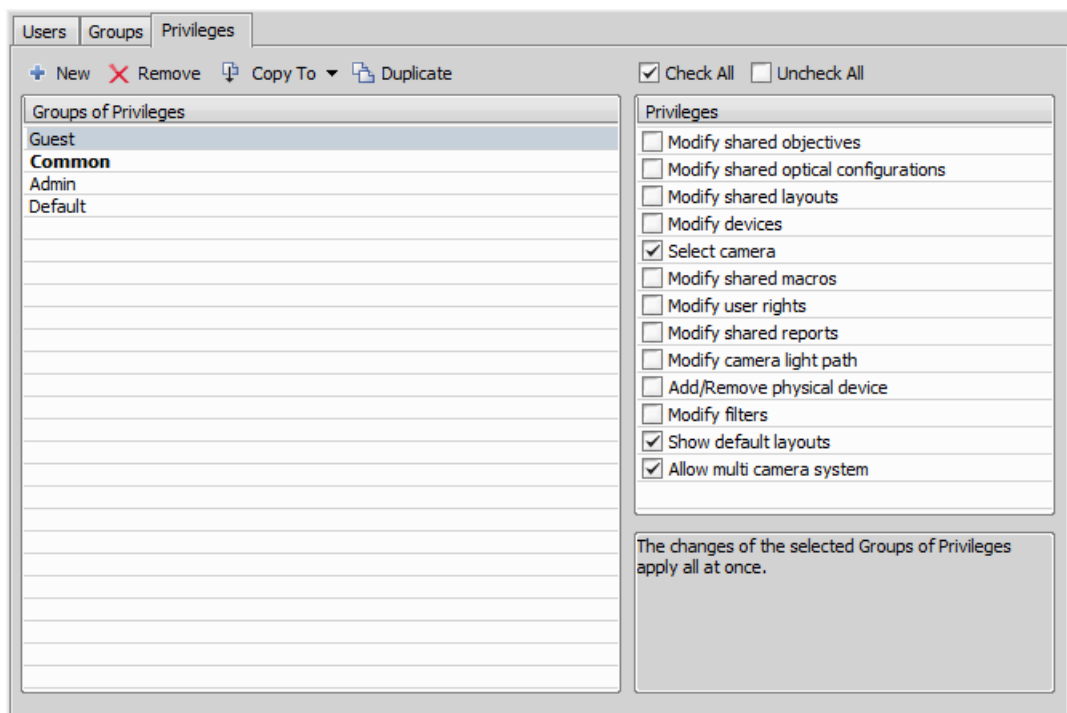 Users Groups Privileges
New Remove Copy To Duplicate Check All Uncheck All
Groups of Privileges
Guest
Common
Admin
Default
Privileges
Modify shared objectives
Modify shared optical configurations
Modify shared layouts
Modify devices
Select camera
Modify shared macros
Modify user rights
Modify shared reports
Modify camera light path
Add/Remove physical device
Modify filters
Show default layouts
Allow multi camera system
The changes of the selected Groups of Privileges
apply all at once.